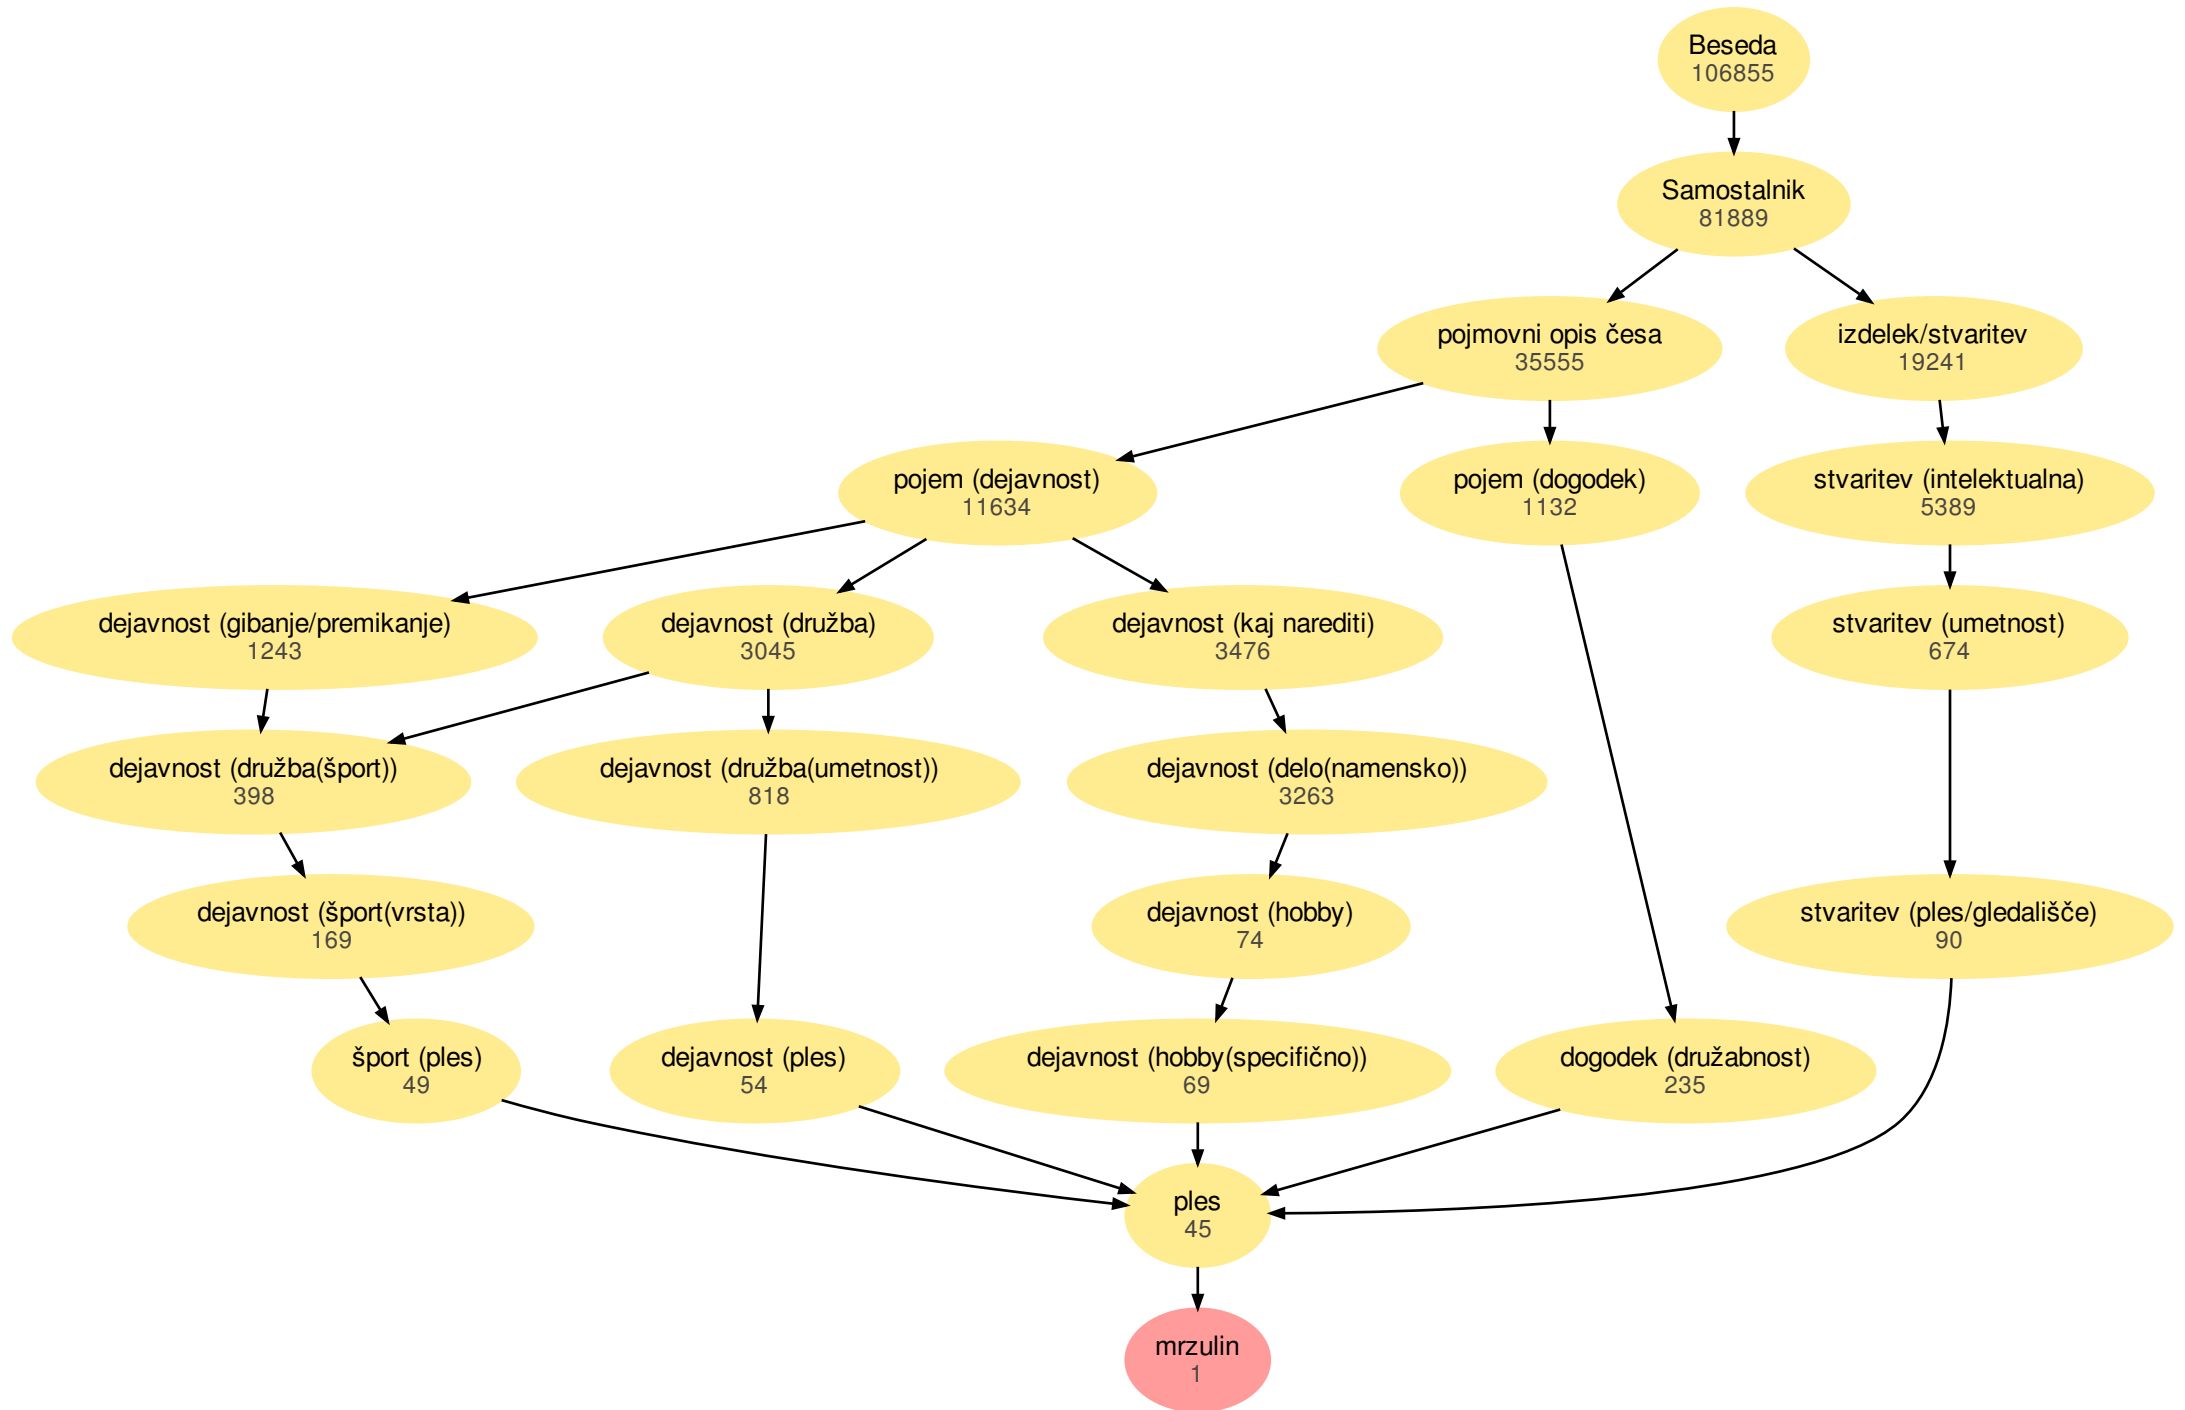 Beseda
106855
Samostalnik
81889
pojmovni opis česa
35555
izdelek/stvaritev
19241
pojem (dejavnost)
11634
pojem (dogodek)
1132
stvaritev (intelektualna)
5389
dejavnost (gibanje/premikanje)
1243
dejavnost (družba)
3045
dejavnost (kaj narediti)
3476
stvaritev (umetnost)
674
dejavnost (družba(šport))
398
dejavnost (družba(umetnost))
818
dejavnost (delo(namensko))
3263
dejavnost (šport(vrsta))
169
dejavnost (hobby)
74
stvaritev (ples/gledališče)
90
šport (ples)
49
dejavnost (ples)
54
dejavnost (hobby(specifično))
69
dogodek (družabnost)
235
ples
45
mrzulin
1